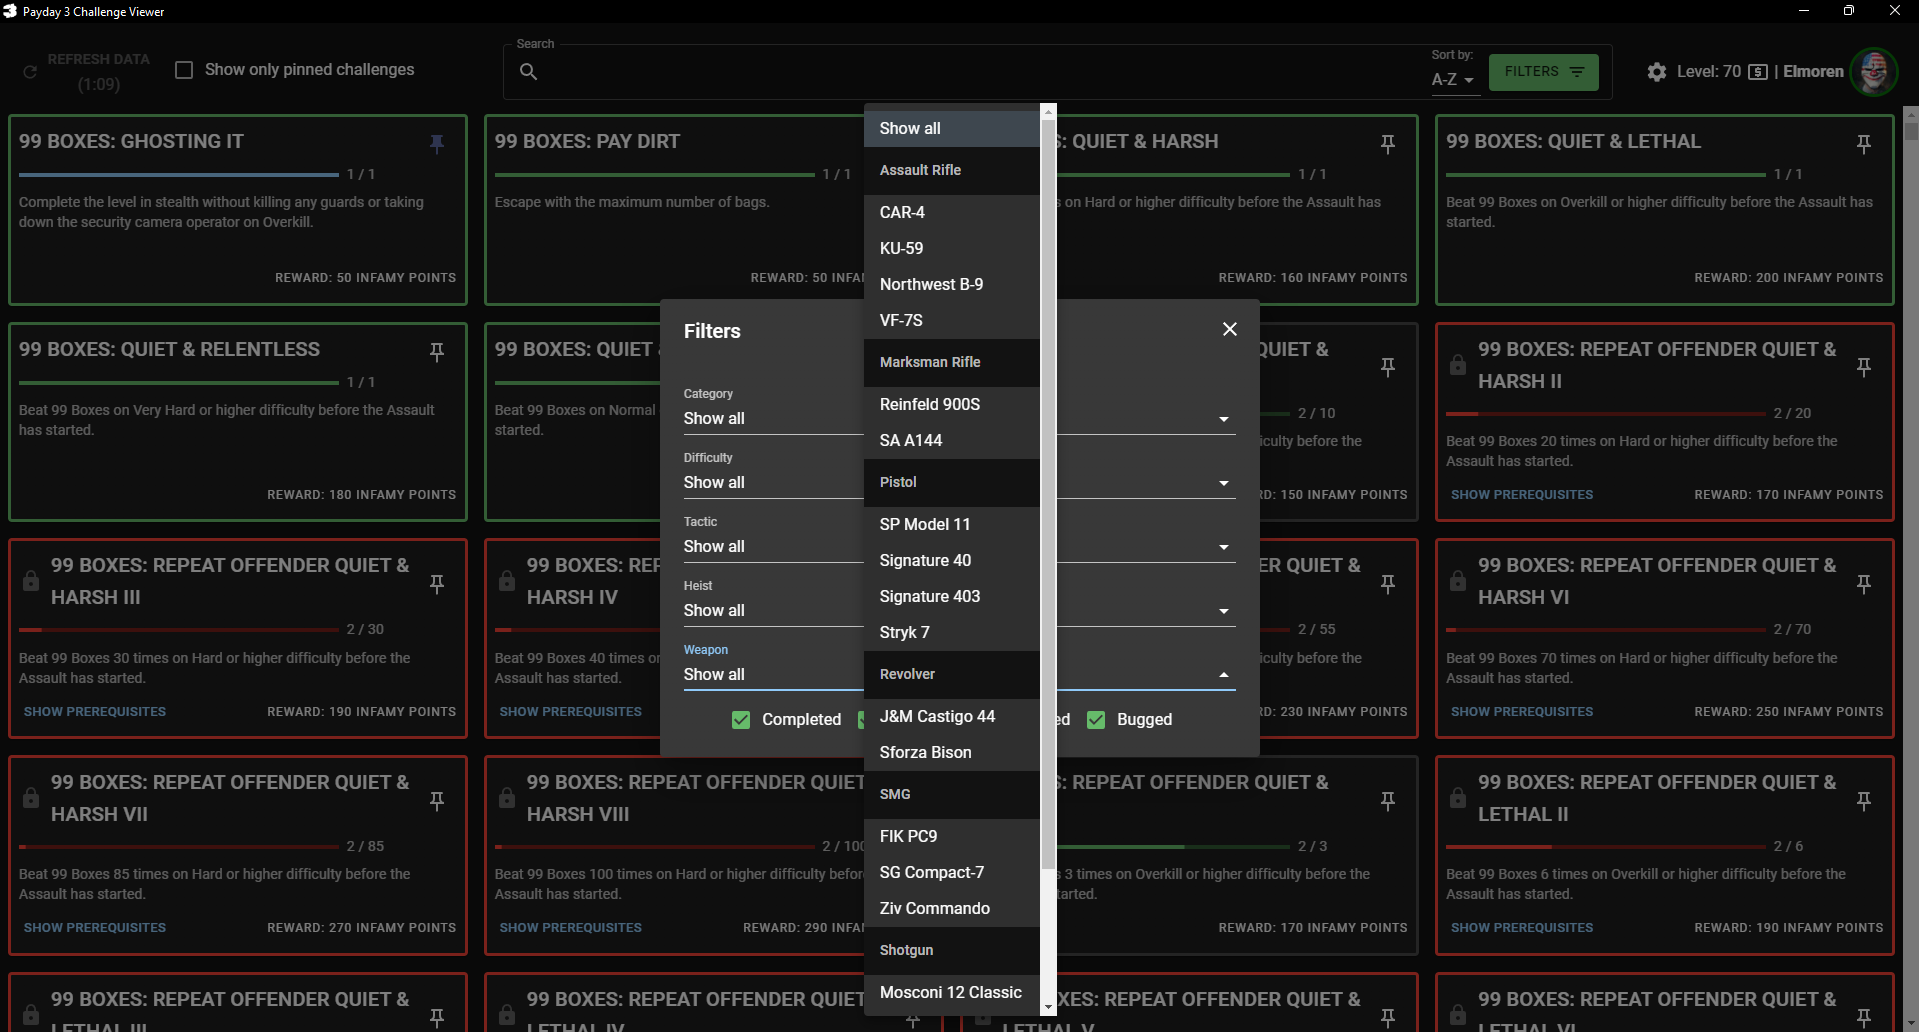 Payday 3 Challenge Viewer
REFRESH DATA
(1:09)
Show only pinned challenges
Search
Sort by:
A-Z
FILTERS
Level: 70
| Elmoren
99 BOXES: GHOSTING IT
1 / 1
Complete the level in stealth without killing any guards or taking
down the security camera operator on Overkill.
REWARD: 50 INFAMY POINTS
99 BOXES: PAY DIRT
1 / 1
Escape with the maximum number of bags.
REWARD: 50 INFA
: QUIET & HARSH
1 / 1
on Hard or higher difficulty before the Assault has
REWARD: 160 INFAMY POINTS
99 BOXES: QUIET & LETHAL
1 / 1
Beat 99 Boxes on Overkill or higher difficulty before the Assault has
started.
REWARD: 200 INFAMY POINTS
99 BOXES: QUIET & RELENTLESS
1 / 1
Beat 99 Boxes on Very Hard or higher difficulty before the Assault
has started.
REWARD: 180 INFAMY POINTS
99 BOXES: QUIET
Beat 99 Boxes on Normal
started.
QUIET &
2 / 10
iculty before the
RD: 150 INFAMY POINTS
99 BOXES: REPEAT OFFENDER QUIET &
HARSH II
2 / 20
Beat 99 Boxes 20 times on Hard or higher difficulty before the
Assault has started.
SHOW PREREQUISITES
REWARD: 170 INFAMY POINTS
99 BOXES: REPEAT OFFENDER QUIET &
HARSH III
2 / 30
Beat 99 Boxes 30 times on Hard or higher difficulty before the
Assault has started.
SHOW PREREQUISITES
REWARD: 190 INFAMY POINTS
99 BOXES: REF
HARSH IV
Beat 99 Boxes 40 times or
Assault has started.
SHOW PREREQUISITES
ER QUIET &
2 / 55
iculty before the
RD: 230 INFAMY POINTS
99 BOXES: REPEAT OFFENDER QUIET &
HARSH VI
2 / 70
Beat 99 Boxes 70 times on Hard or higher difficulty before the
Assault has started.
SHOW PREREQUISITES
REWARD: 250 INFAMY POINTS
99 BOXES: REPEAT OFFENDER QUIET &
HARSH VII
2 / 85
Beat 99 Boxes 85 times on Hard or higher difficulty before the
Assault has started.
SHOW PREREQUISITES
REWARD: 270 INFAMY POINTS
99 BOXES: REPEAT OFFENDER QUIET
HARSH VIII
2 / 100
Beat 99 Boxes 100 times on Hard or higher difficulty befor
Assault has started.
SHOW PREREQUISITES
REWARD: 290 INFA
: REPEAT OFFENDER QUIET &
2 / 3
3 times on Overkill or higher difficulty before the
tarted.
REWARD: 170 INFAMY POINTS
99 BOXES: REPEAT OFFENDER QUIET &
LETHAL II
2 / 6
Beat 99 Boxes 6 times on Overkill or higher difficulty before the
Assault has started.
SHOW PREREQUISITES
REWARD: 190 INFAMY POINTS
99 BOXES: REPEAT OFFENDER QUIET &
LETHAL III
99 BOXES: REPEAT OFFENDER QUIET
LETHAL IV
XES: REPEAT OFFENDER QUIET &
LETHAL V
99 BOXES: REPEAT OFFENDER QUIET &
LETHAL VI
Filters
Category
Show all
Difficulty
Show all
Tactic
Show all
Heist
Show all
Weapon
Show all
Completed
ed
Bugged
Show all
Assault Rifle
CAR-4
KU-59
Northwest B-9
VF-7S
Marksman Rifle
Reinfeld 900S
SA A144
Pistol
SP Model 11
Signature 40
Signature 403
Stryk 7
Revolver
J&M Castigo 44
Sforza Bison
SMG
FIK PC9
SG Compact-7
Ziv Commando
Shotgun
Mosconi 12 Classic